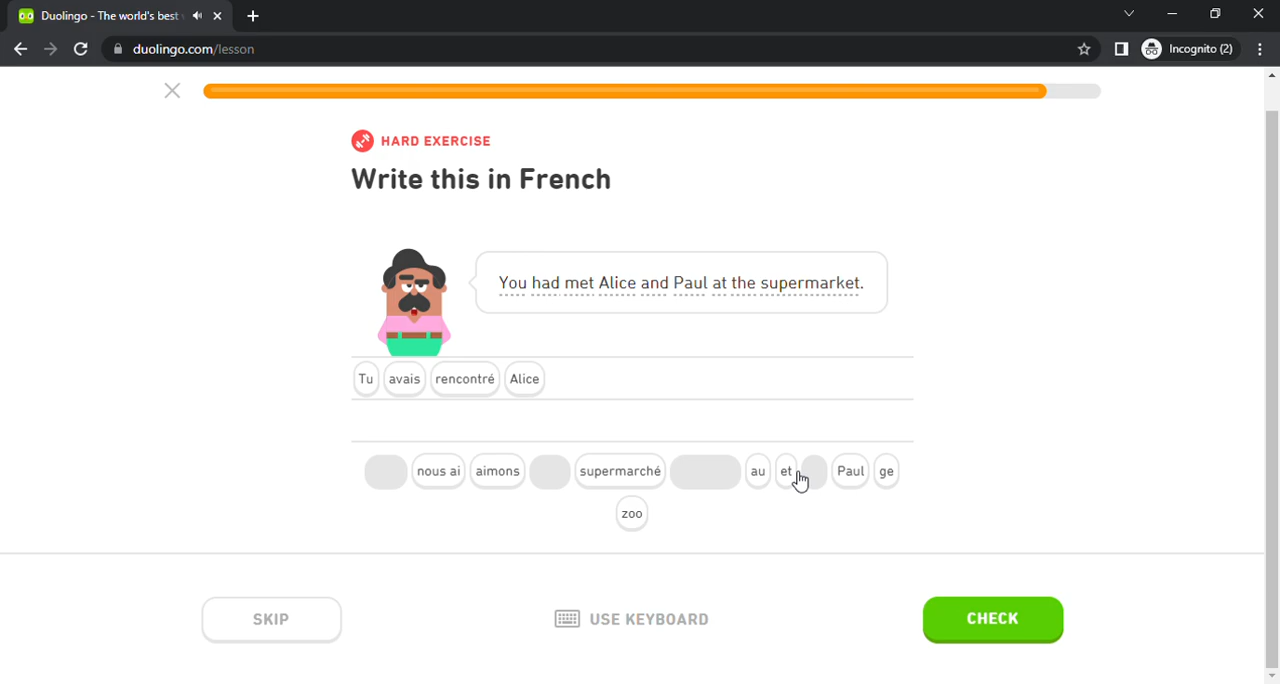 Duolingo - The world's best
duolingo.com/lesson
Incognito (2)
HARD EXERCISE
Write this in French
You had met Alice and Paul at the supermarket.
Tu avais rencontré Alice
nous ai aimons supermarché au et Paul ge
zoo
SKIP
USE KEYBOARD
CHECK